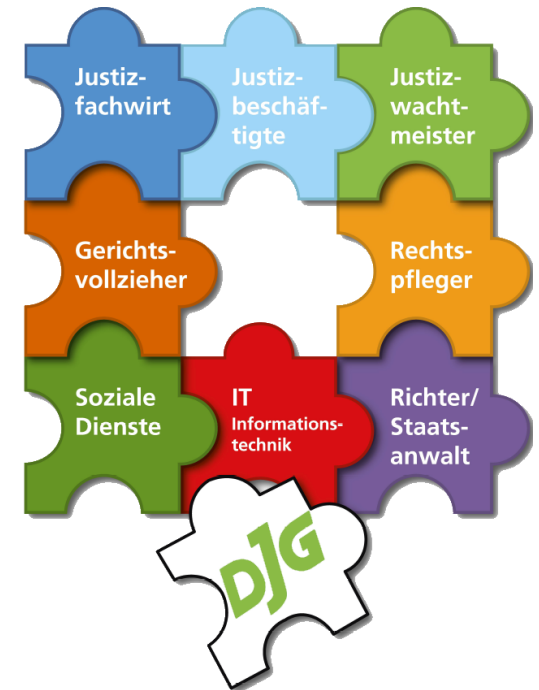 Justiz-
fachwirt
Justiz-
beschäf-
tigte
Justiz-
wacht-
meister
Gerichts-
vollzieher
Rechts-
pfleger
Soziale
Dienste
IT
Informations-
technik
Richter/
Staats-
anwalt
DJG